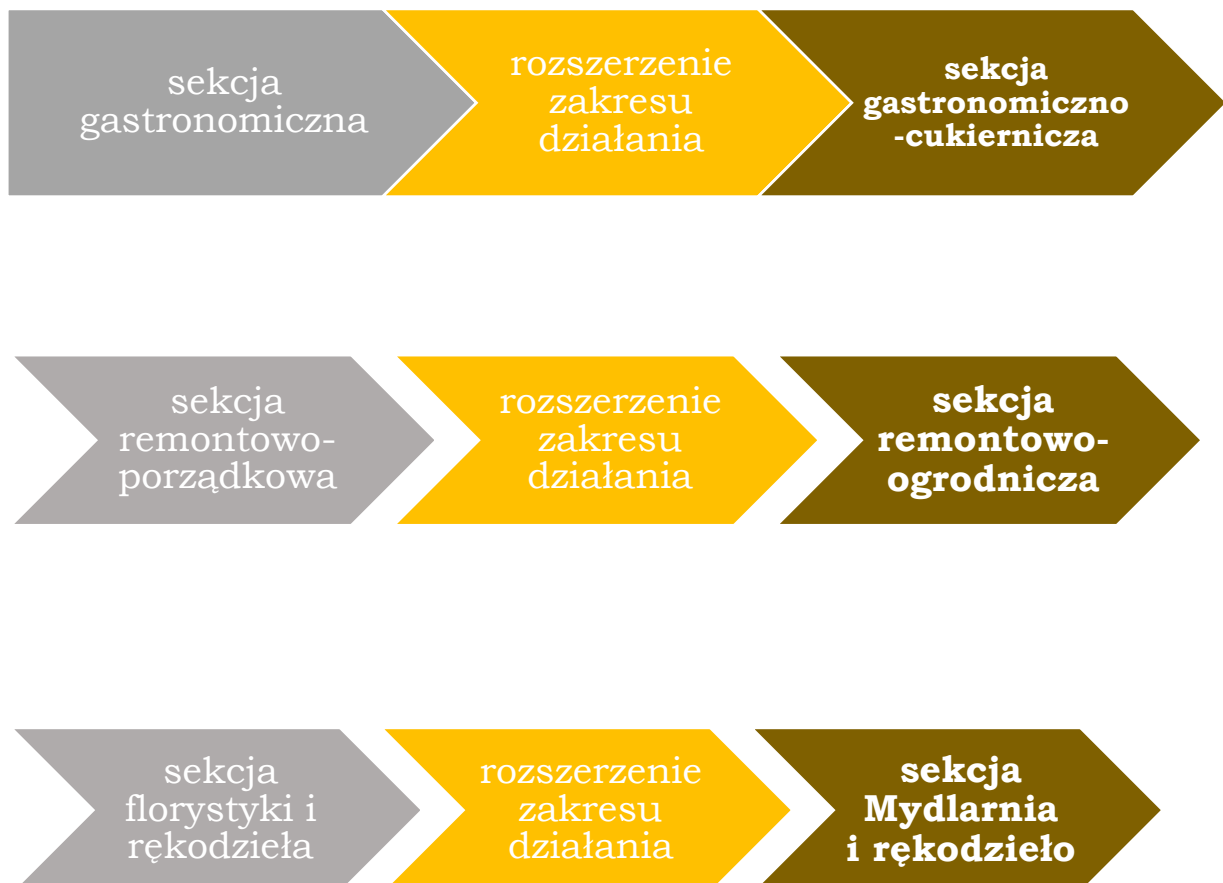 sekcja
gastronomiczna
rozszerzenie
zakresu
działania
sekcja
gastronomiczno
-cukiernicza
sekcja
remontowo-
porządkowa
rozszerzenie
zakresu
działania
sekcja
remontowo-
ogrodnicza
sekcja
florystyki i
rękodzieła
rozszerzenie
zakresu
działania
sekcja
Mydlarnia
i rękodzieło